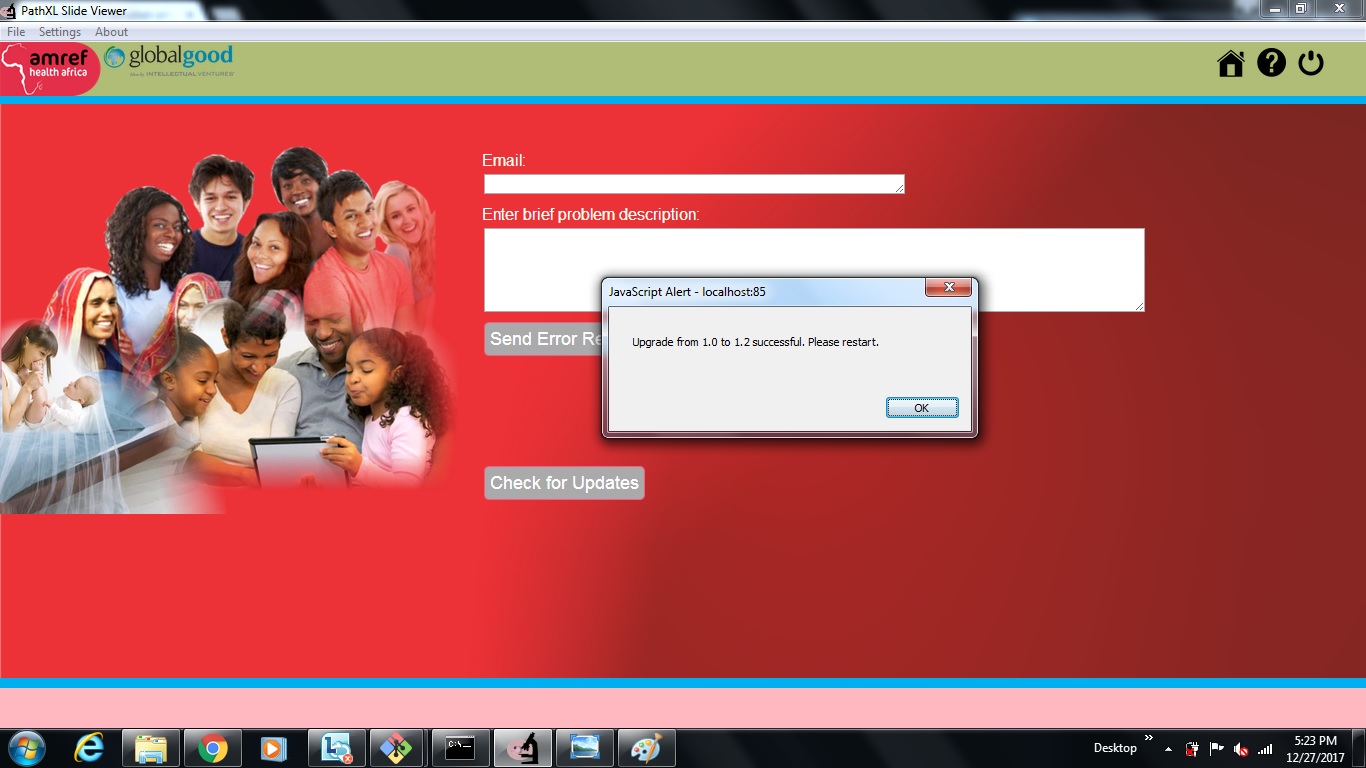 PathXL Slide Viewer
File Settings About
amref
health africa
globalgood
INTELLECTUAL VENTURES
Email:
Enter brief problem description:
JavaScript Alert - localhost:85
Upgrade from 1.0 to 1.2 successful. Please restart.
Send Error Re
OK
Check for Updates
C:\
Desktop
5:23 PM
12/27/2017